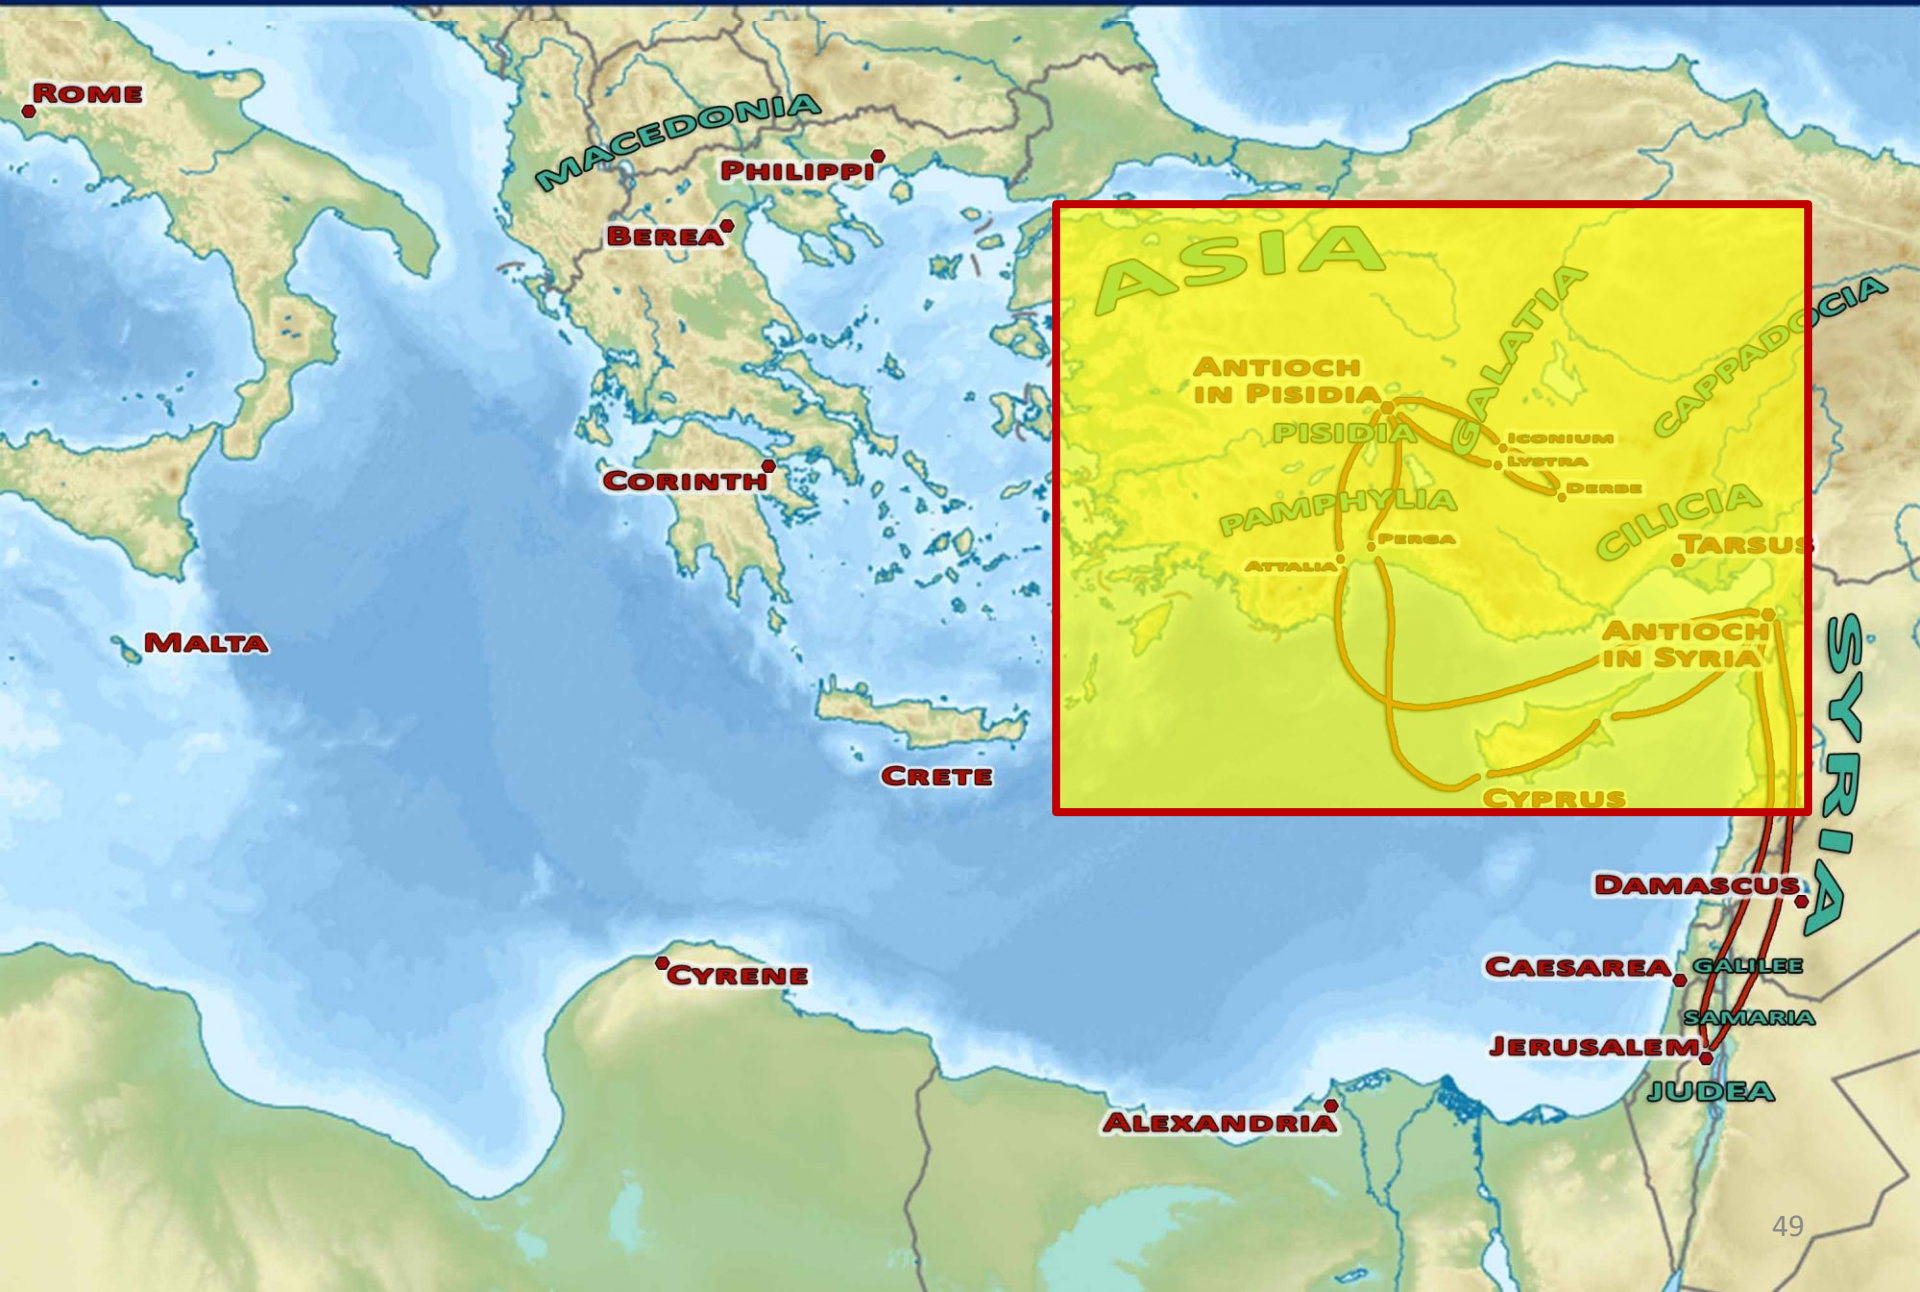 ROME
MACEDONIA
PHILIPPI
BEREA
ASIA
GALATIA
CAPPADOCIA
ANTIOCH
IN PISIDIA
PISIDIA
ICONIUM
LYSTRA
DERBE
CORINTH
PAMPHYLIA
CILICIA
PERGA
TARSUS
ATTALIA
MALTA
ANTIOCH
IN SYRIA
SYRIA
CRETE
CYPRUS
DAMASCUS
CYRENE
CAESAREA
GALILEE
SAMARIA
JERUSALEM
JUDEA
ALEXANDRIA
49